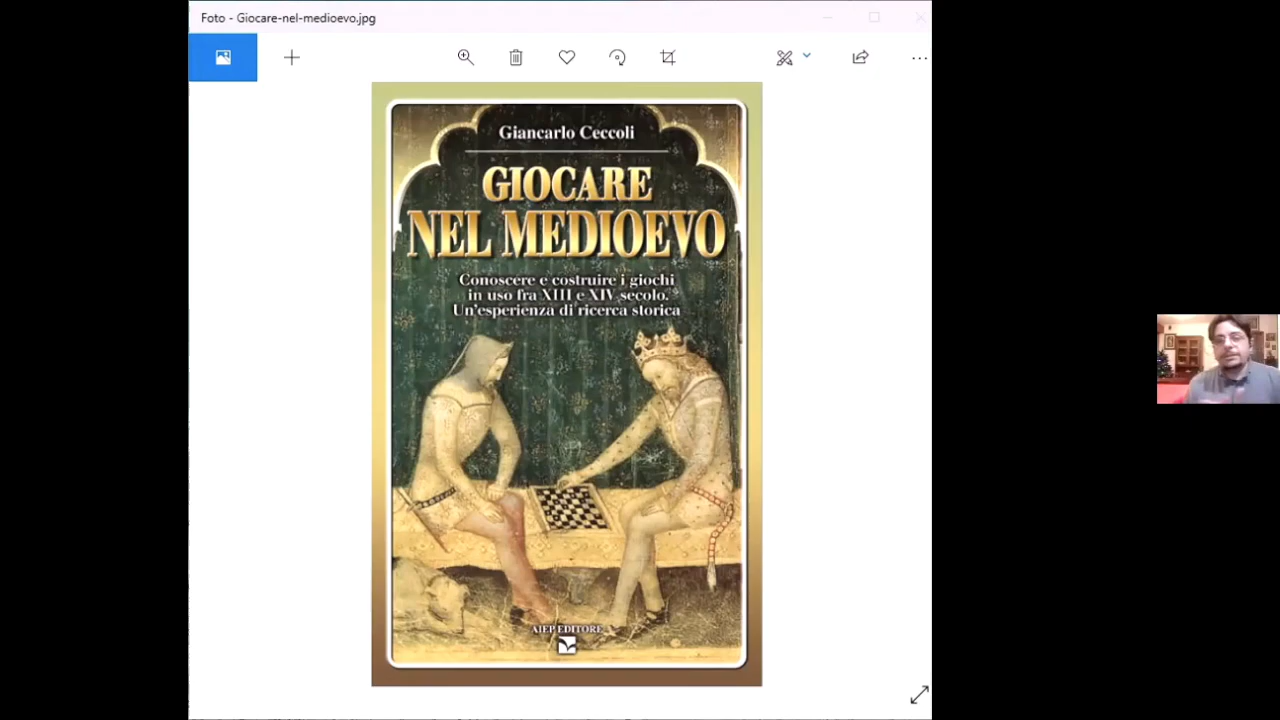 Foto - Giocare-nel-medioevo.jpg
Giancarlo Ceccoli
GIOCARE
NEL MEDIOEVO
Conoscere e costruire i giochi
in uso fra XIII e XIV secolo.
Un'esperienza di ricerca storica
AIEP EDITORE